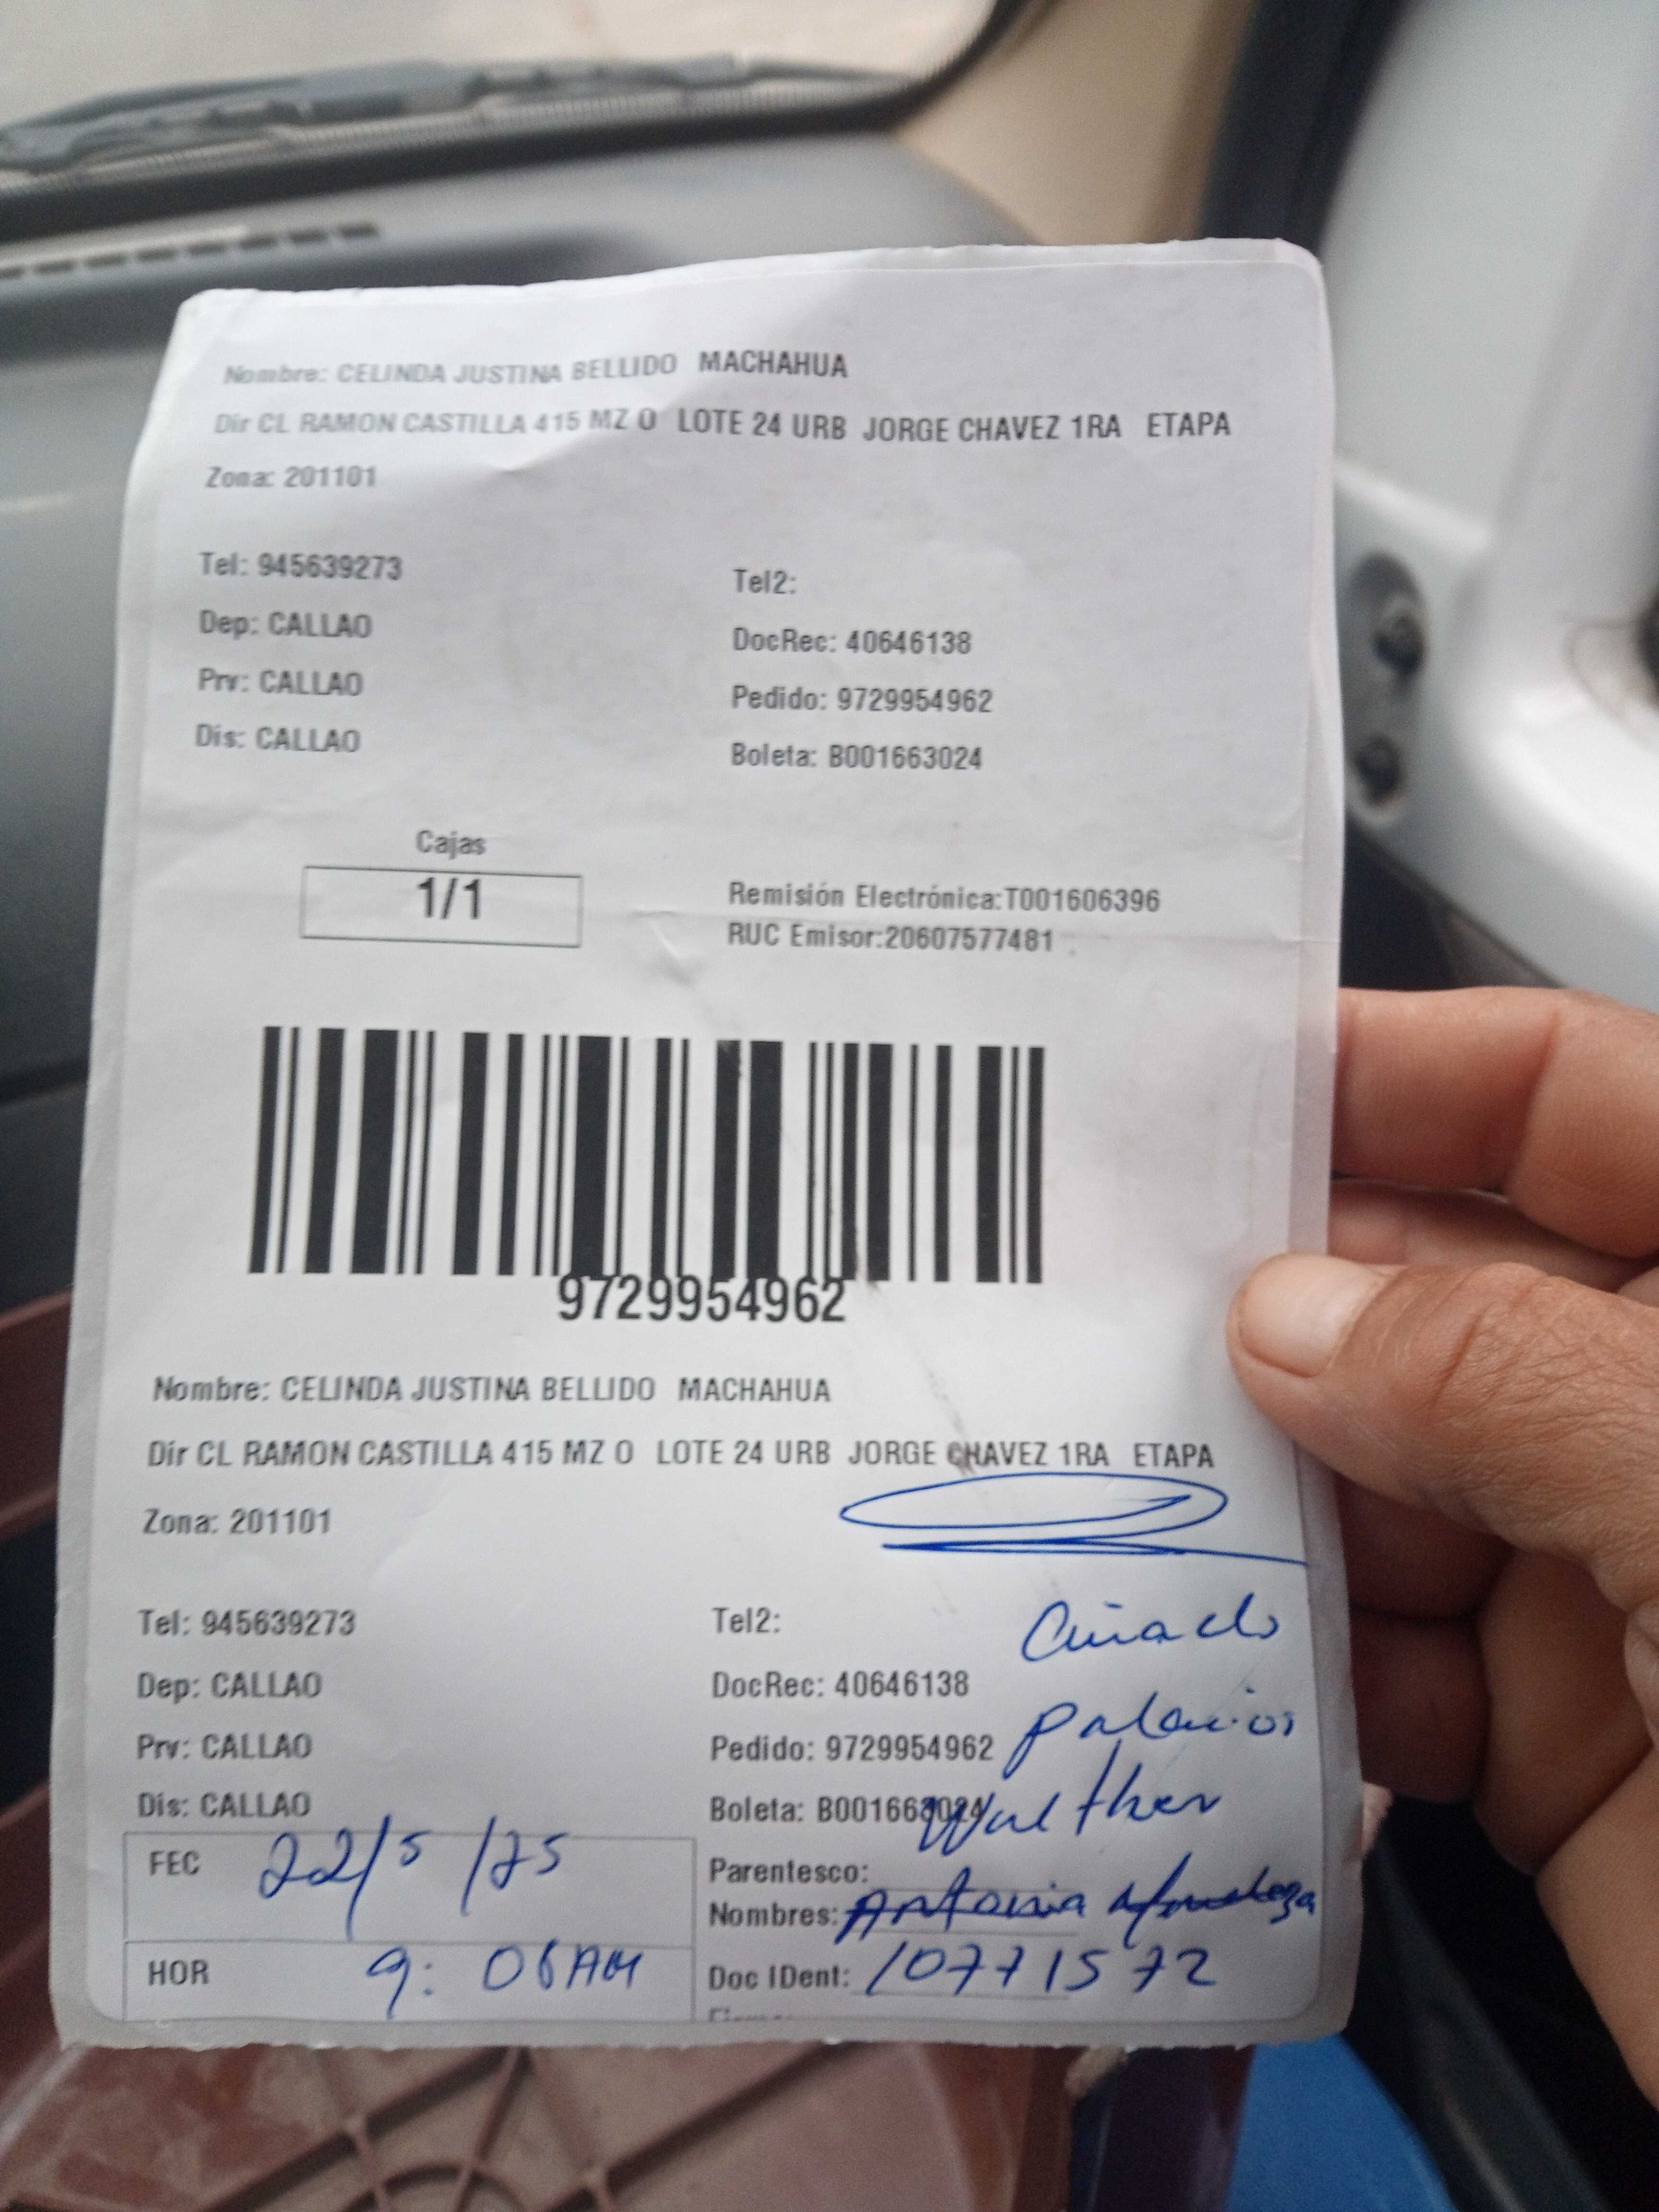 Nombre: CELINDA JUSTINA BELLIDO MACHAHUA
Dir CL RAMON CASTILLA 415 MZ O LOTE 24 URB JORGE CHAVEZ 1RA ETAPA
Zona: 201101
Tel: 945639273
Tel2:
Dep: CALLAO
DocRec: 40646138
Prv: CALLAO
Pedido: 9729954962
Dis: CALLAO
Boleta: B001663024
Cajas
1/1
Remisión Electrónica:T001606396
RUC Emisor:20607577481
9729954962
Nombre: CELINDA JUSTINA BELLIDO MACHAHUA
Dir CL RAMON CASTILLA 415 MZ O LOTE 24 URB JORGE CHAVEZ 1RA ETAPA
Zona: 201101
Tel: 945639273
Tel2:
Cuñado
Dep: CALLAO
DocRec: 40646138
Palacios
Prv: CALLAO
Pedido: 9729954962
Walther
Dis: CALLAO
Boleta: B001663024
FEC 22/5/25
Parentesco:
Nombres: Antonia
HOR 9:06AM
Doc IDent: 10771572